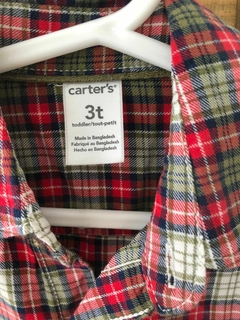 carter's®
3t
toddler/tout-petit
Made in Bangladesh
Fabriqué au Bangladesh
Hecho en Bangladesh